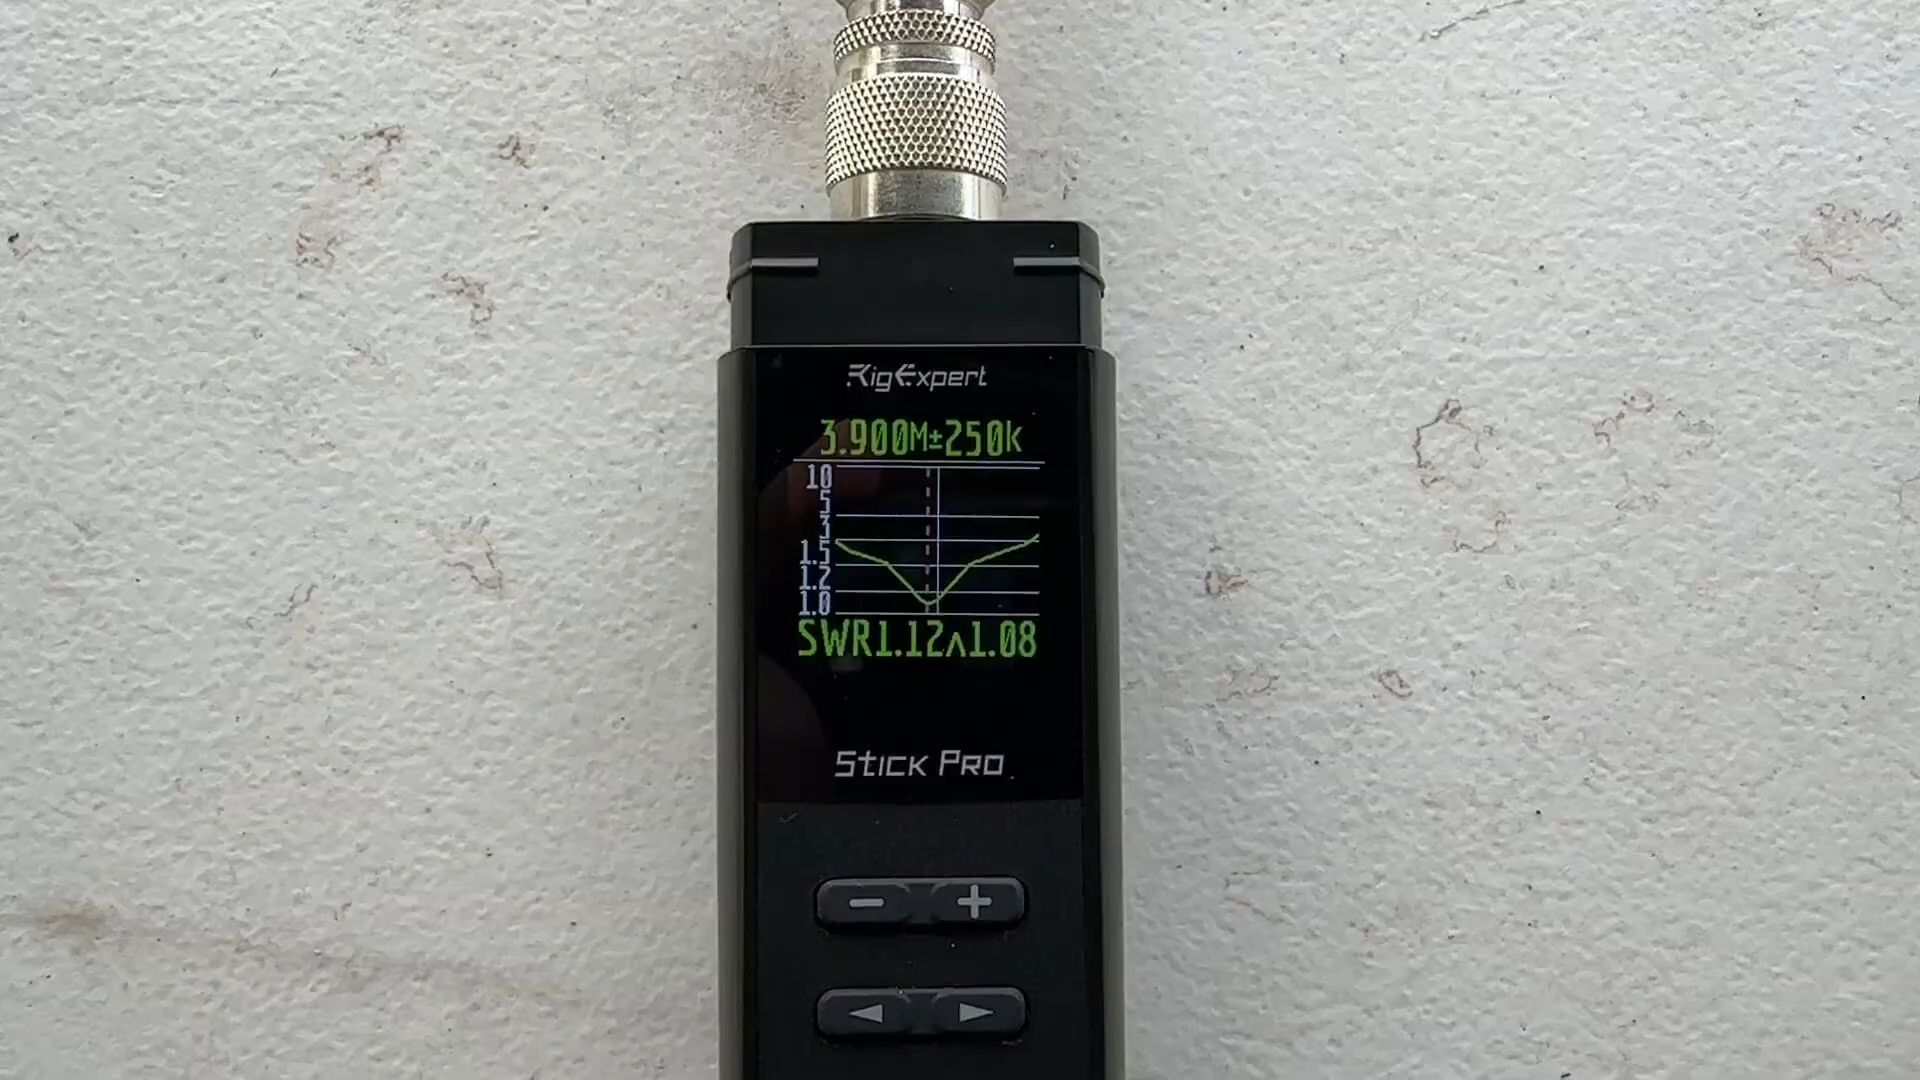 RigExpert
3.900M±250k
10
5
3
1.5
1.2
1.0
SWR1.12∧1.08
Stick Pro
- +
◄ ►